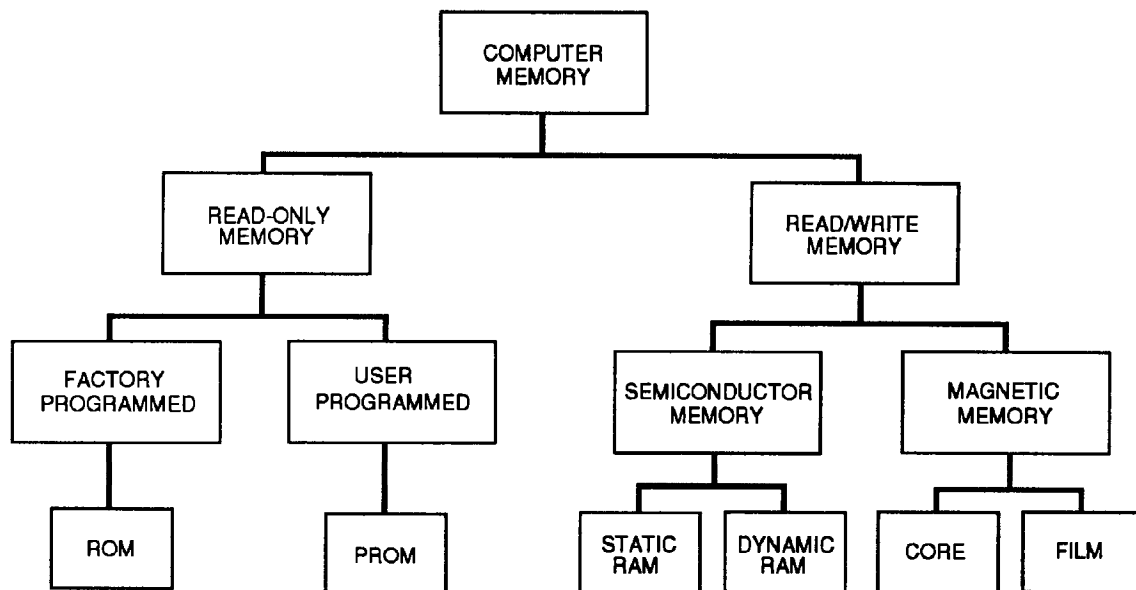 COMPUTER
MEMORY
READ-ONLY
MEMORY
READ/WRITE
MEMORY
FACTORY
PROGRAMMED
USER
PROGRAMMED
SEMICONDUCTOR
MEMORY
MAGNETIC
MEMORY
ROM
PROM
STATIC
RAM
DYNAMIC
RAM
CORE
FILM